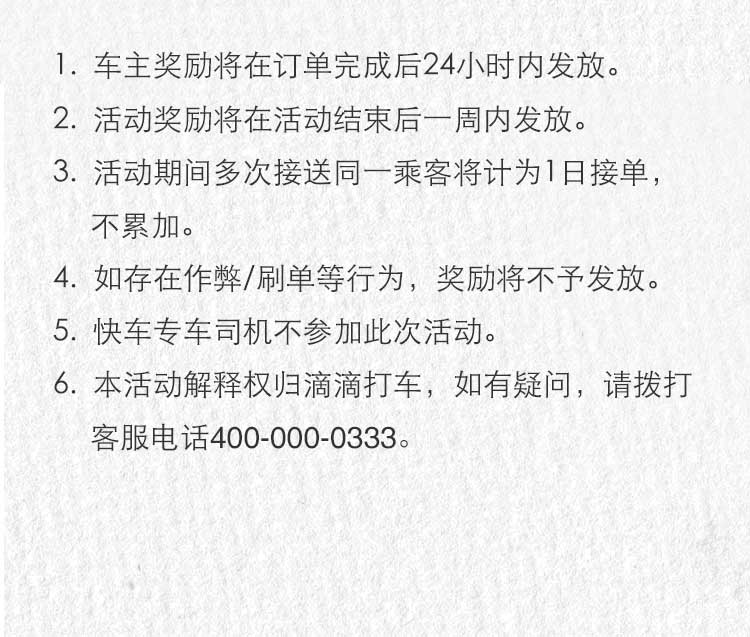 1. 车主奖励将在订单完成后24小时内发放。
2. 活动奖励将在活动结束后一周内发放。
3. 活动期间多次接送同一乘客将计为1日接单，
不累加。
4. 如存在作弊/刷单等行为，奖励将不予发放。
5. 快车专车司机不参加此次活动。
6. 本活动解释权归滴滴打车，如有疑问，请拨打
客服电话400-000-0333。